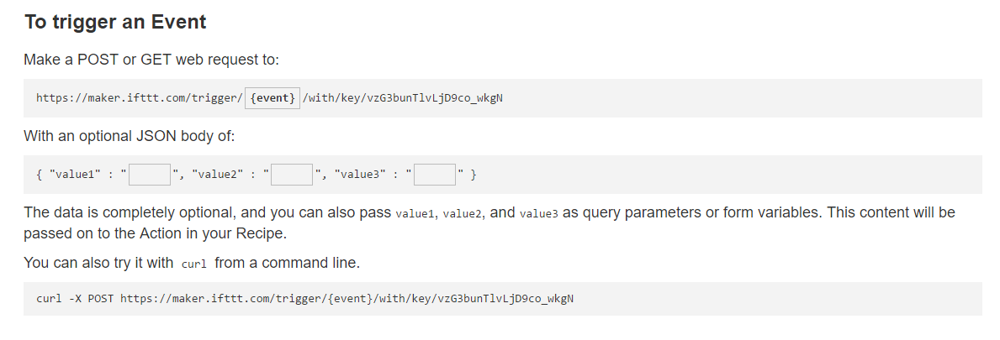 To trigger an Event
Make a POST or GET web request to:
https://maker.ifttt.com/trigger/ {event} /with/key/vzG3bunTlvLjD9co_wkgN
With an optional JSON body of:
{ "value1" : " ", "value2" : " ", "value3" : " " }
The data is completely optional, and you can also pass value1, value2, and value3 as query parameters or form variables. This content will be
passed on to the Action in your Recipe.
You can also try it with curl from a command line.
curl -X POST https://maker.ifttt.com/trigger/{event}/with/key/vzG3bunTlvLjD9co_wkgN